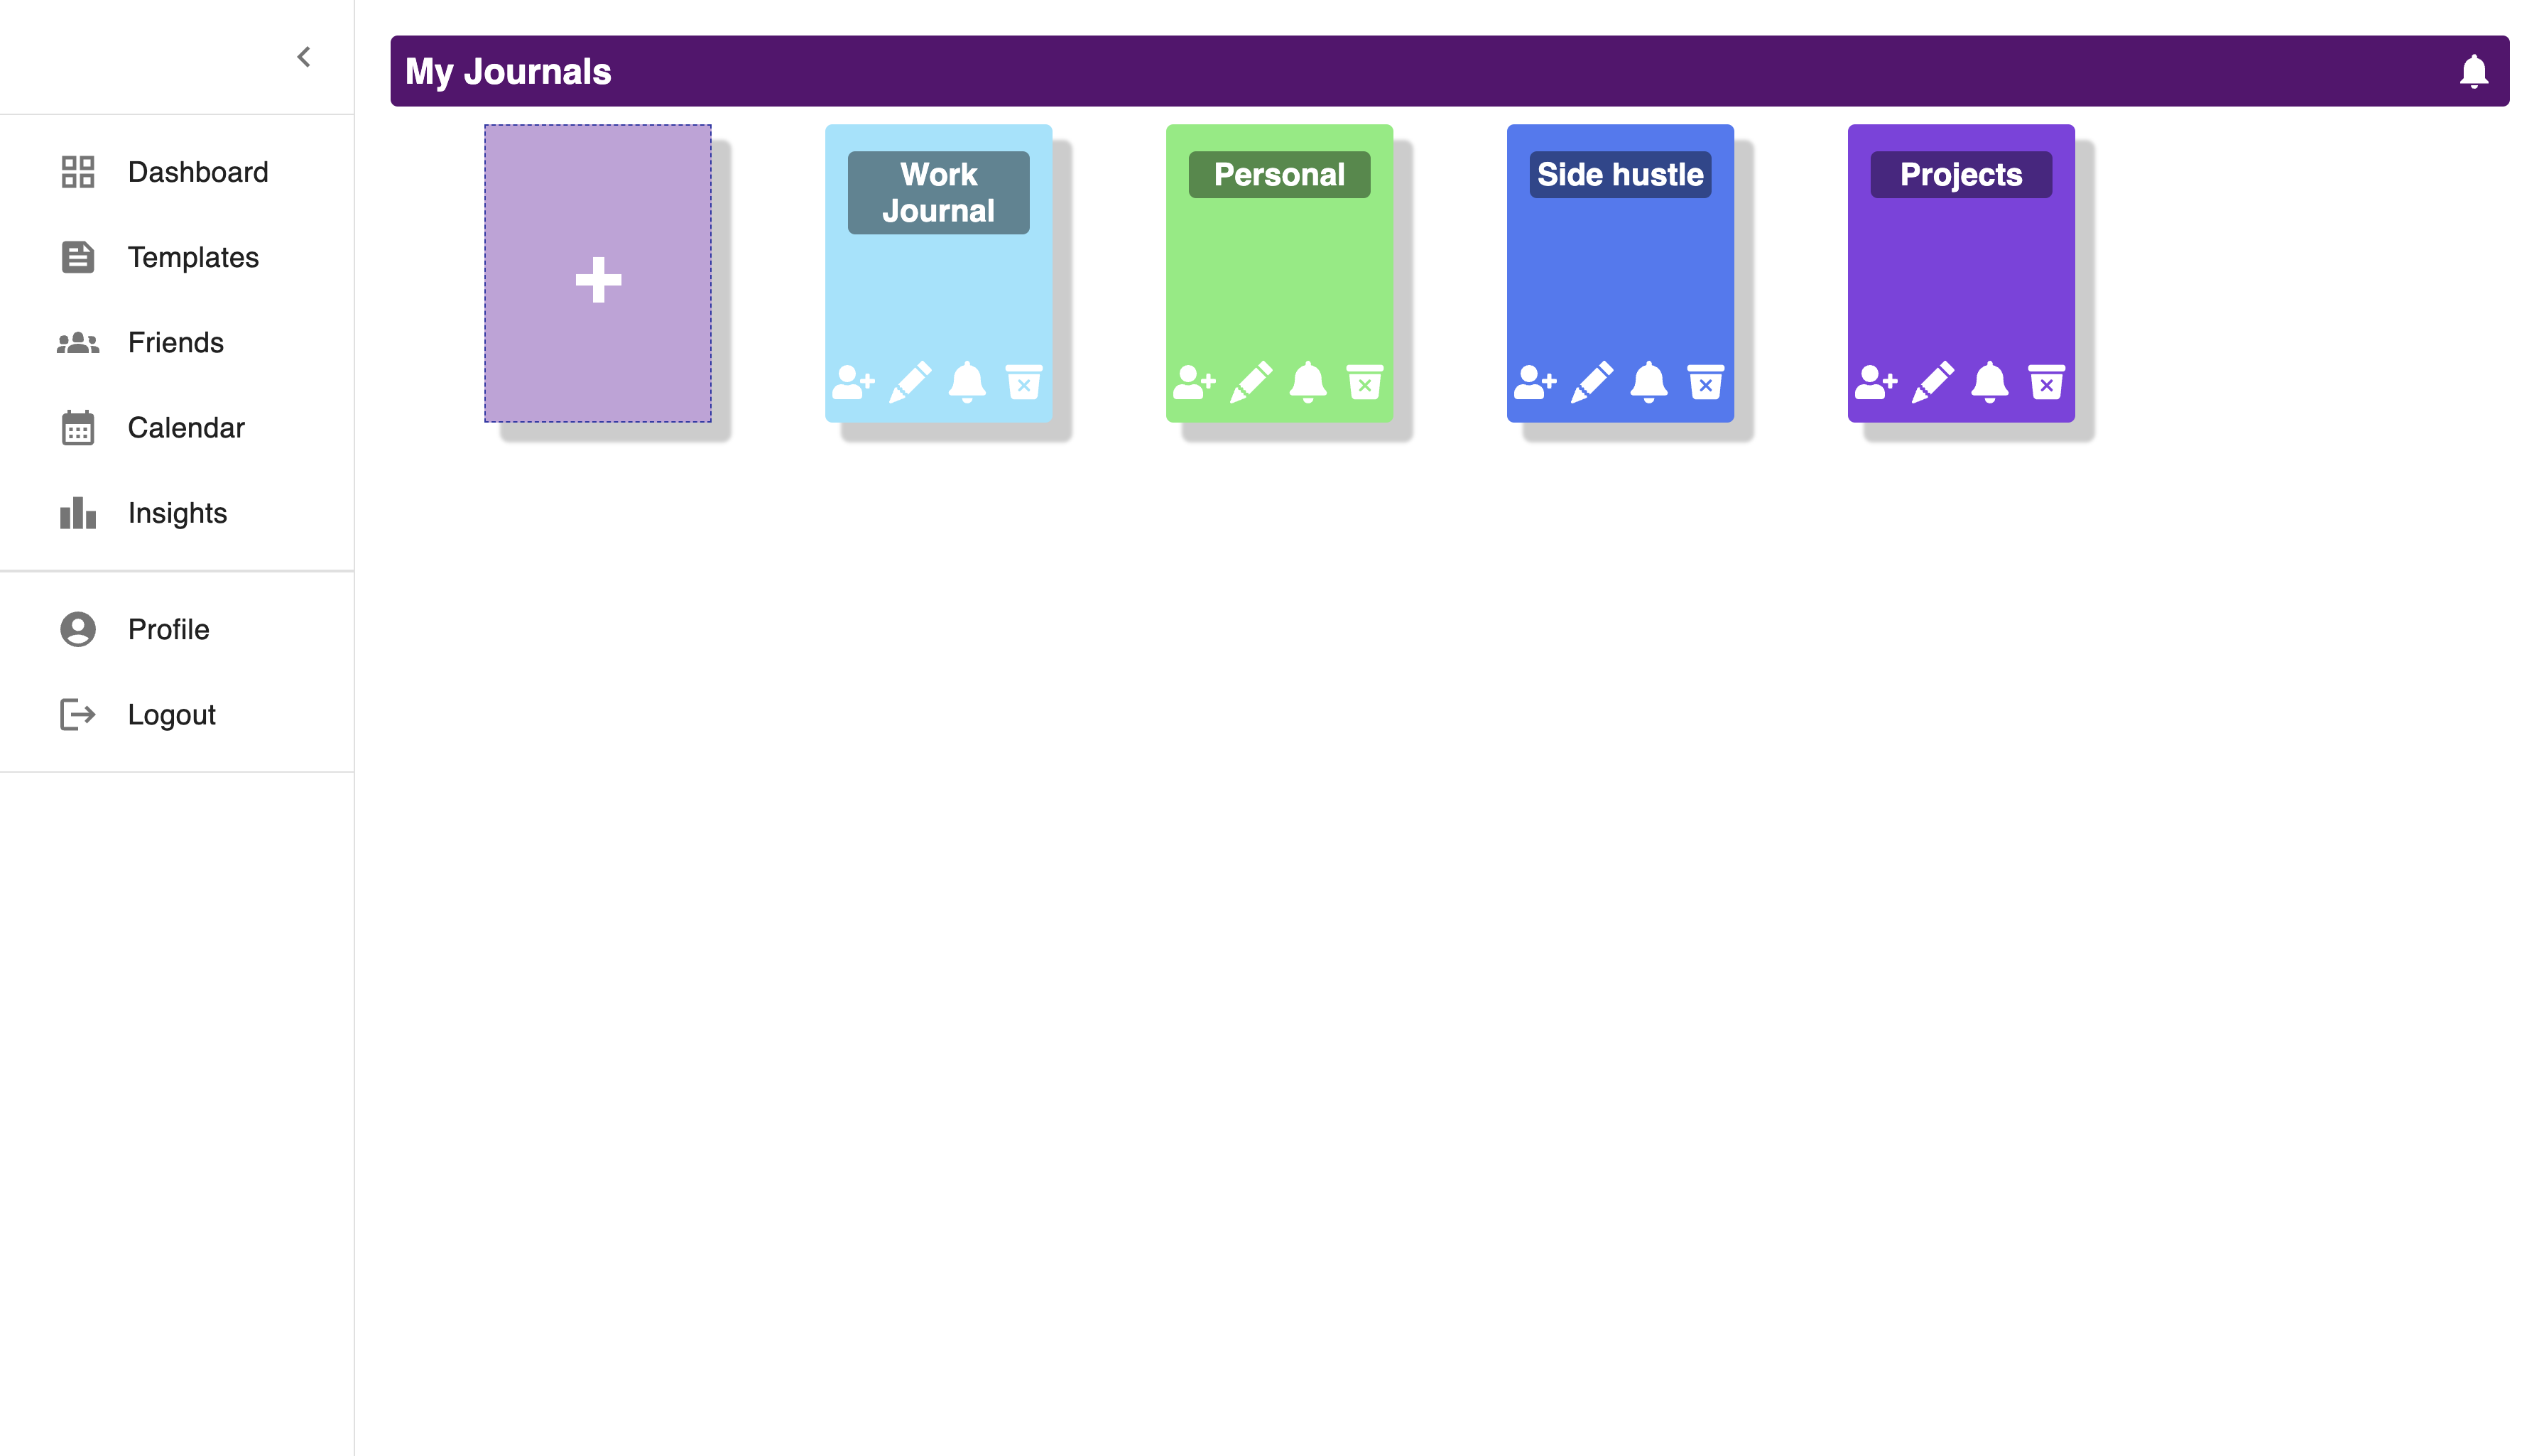 My Journals
Dashboard
Templates
Friends
Calendar
Insights
Profile
Logout
Work
Journal
Personal
Side hustle
Projects